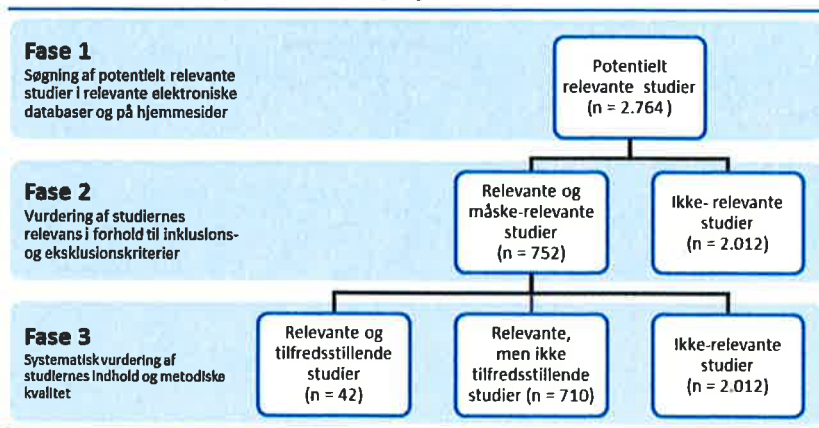 Fase 1
Søgning af potentielt relevante
studier i relevante elektroniske
databaser og på hjemmesider
Potentielt
relevante studier
(n = 2.764)
Fase 2
Vurdering af studiernes
relevans i forhold til inklusions-
og eksklusionskriterier
Relevante og
måske-relevante
studier
(n = 752)
Ikke- relevante
studier
(n = 2.012)
Fase 3
Systematisk vurdering af
studiernes indhold og metodiske
kvalitet
Relevante og
tilfredsstillende
studier
(n = 42)
Relevante,
men ikke
tilfredsstillende
studier (n = 710)
Ikke-relevante
studier
(n = 2.012)